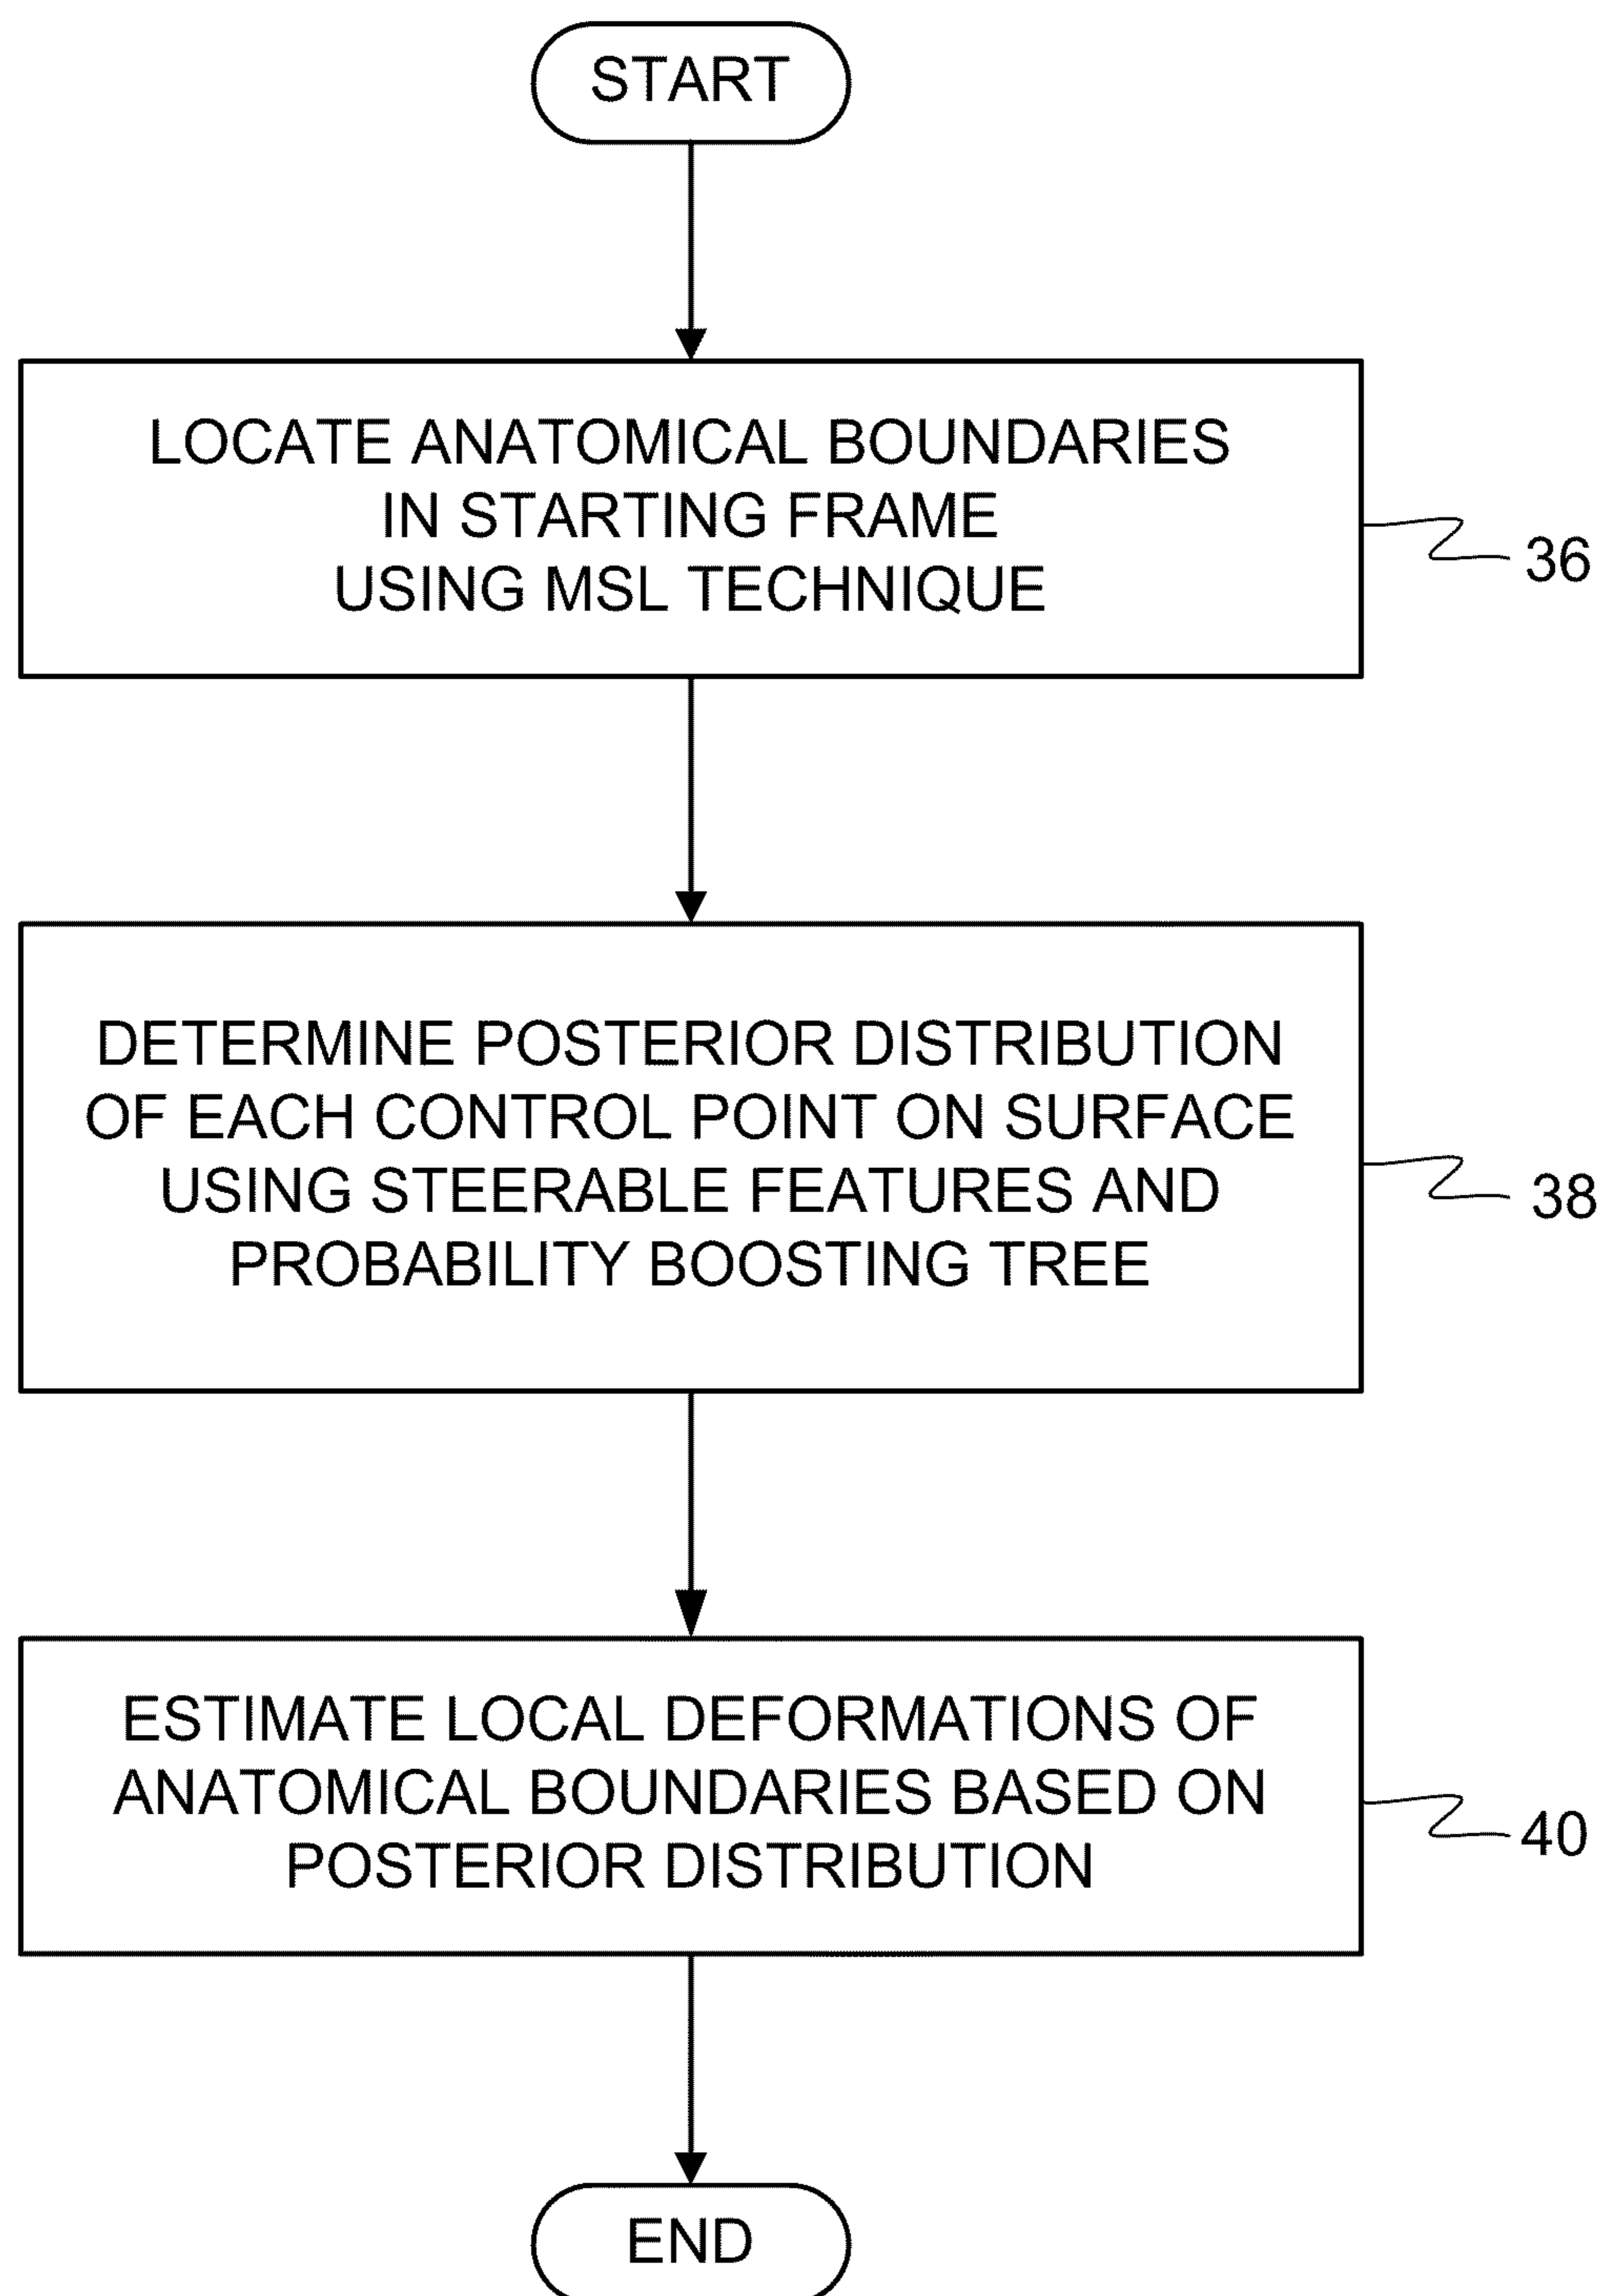 START
LOCATE ANATOMICAL BOUNDARIES
IN STARTING FRAME
USING MSL TECHNIQUE
36
DETERMINE POSTERIOR DISTRIBUTION
OF EACH CONTROL POINT ON SURFACE
USING STEERABLE FEATURES AND
PROBABILITY BOOSTING TREE
38
ESTIMATE LOCAL DEFORMATIONS OF
ANATOMICAL BOUNDARIES BASED ON
POSTERIOR DISTRIBUTION
40
END